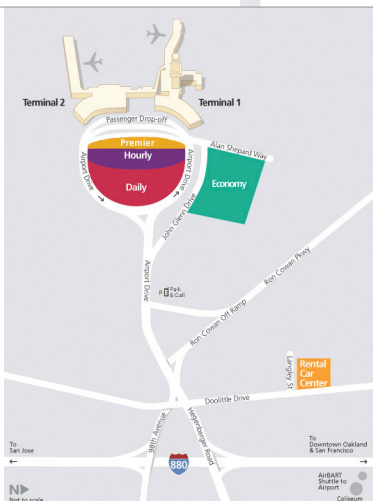 Terminal 2
Terminal 1
Passenger Drop-off
Premier
Hourly
Daily
Airport Drive
Airport Drive
Alan Shepard Way
Economy
John Glenn Drive
Airport Drive
P
Park
& Call
Ron Cowan Pkwy
Ron Cowan Off Ramp
Langley St
Rental
Car
Center
Doolittle Drive
98th Avenue
Hegenberger Road
To
San Jose
880
To
Downtown Oakland
& San Francisco
AirBART
Shuttle to
Airport
N
Not to scale
Coliseum